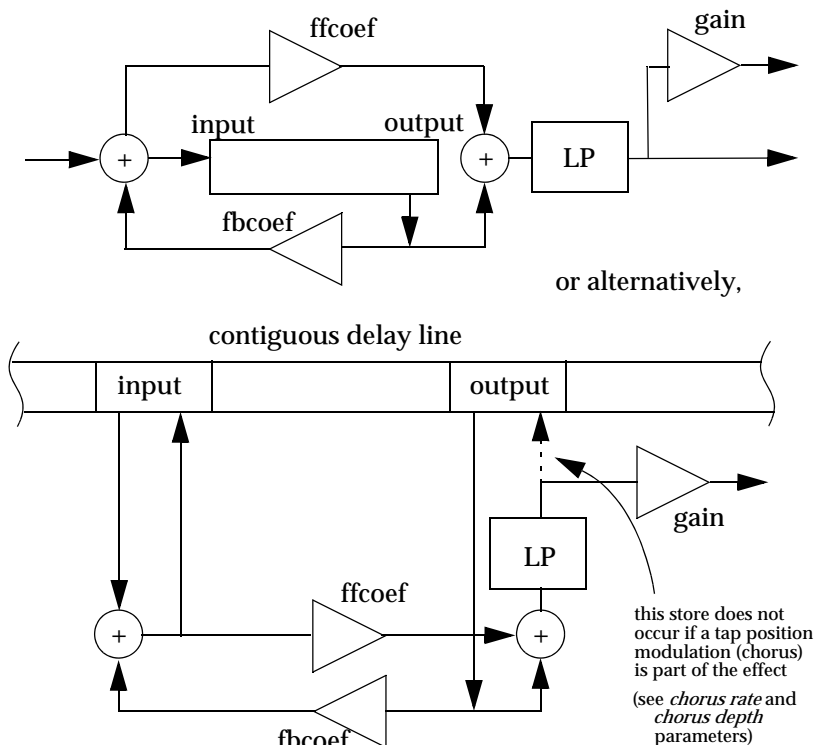 ffcoef
gain
input
output
+
+
LP
fbcoef
or alternatively,
contiguous delay line
input
output
gain
LP
ffcoef
+
+
this store does not
occur if a tap position
modulation (chorus)
is part of the effect
(see chorus rate and
chorus depth
parameters)
fbcoef